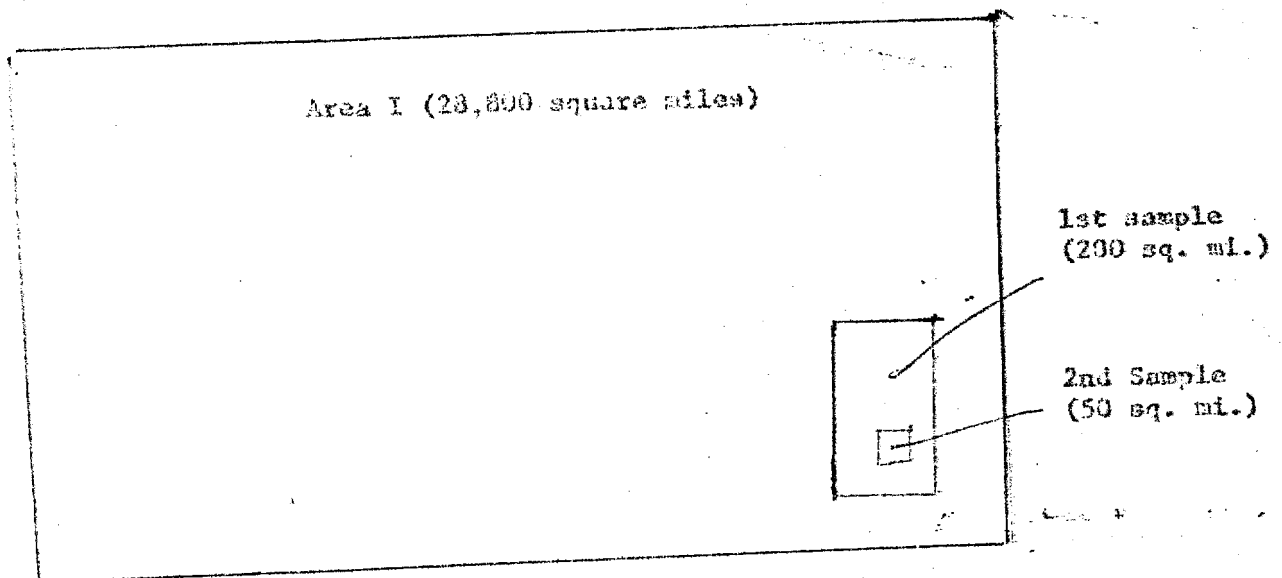 Area I (28,800 square miles)
1st sample
(200 sq. mi.)
2nd Sample
(50 sq. mi.)